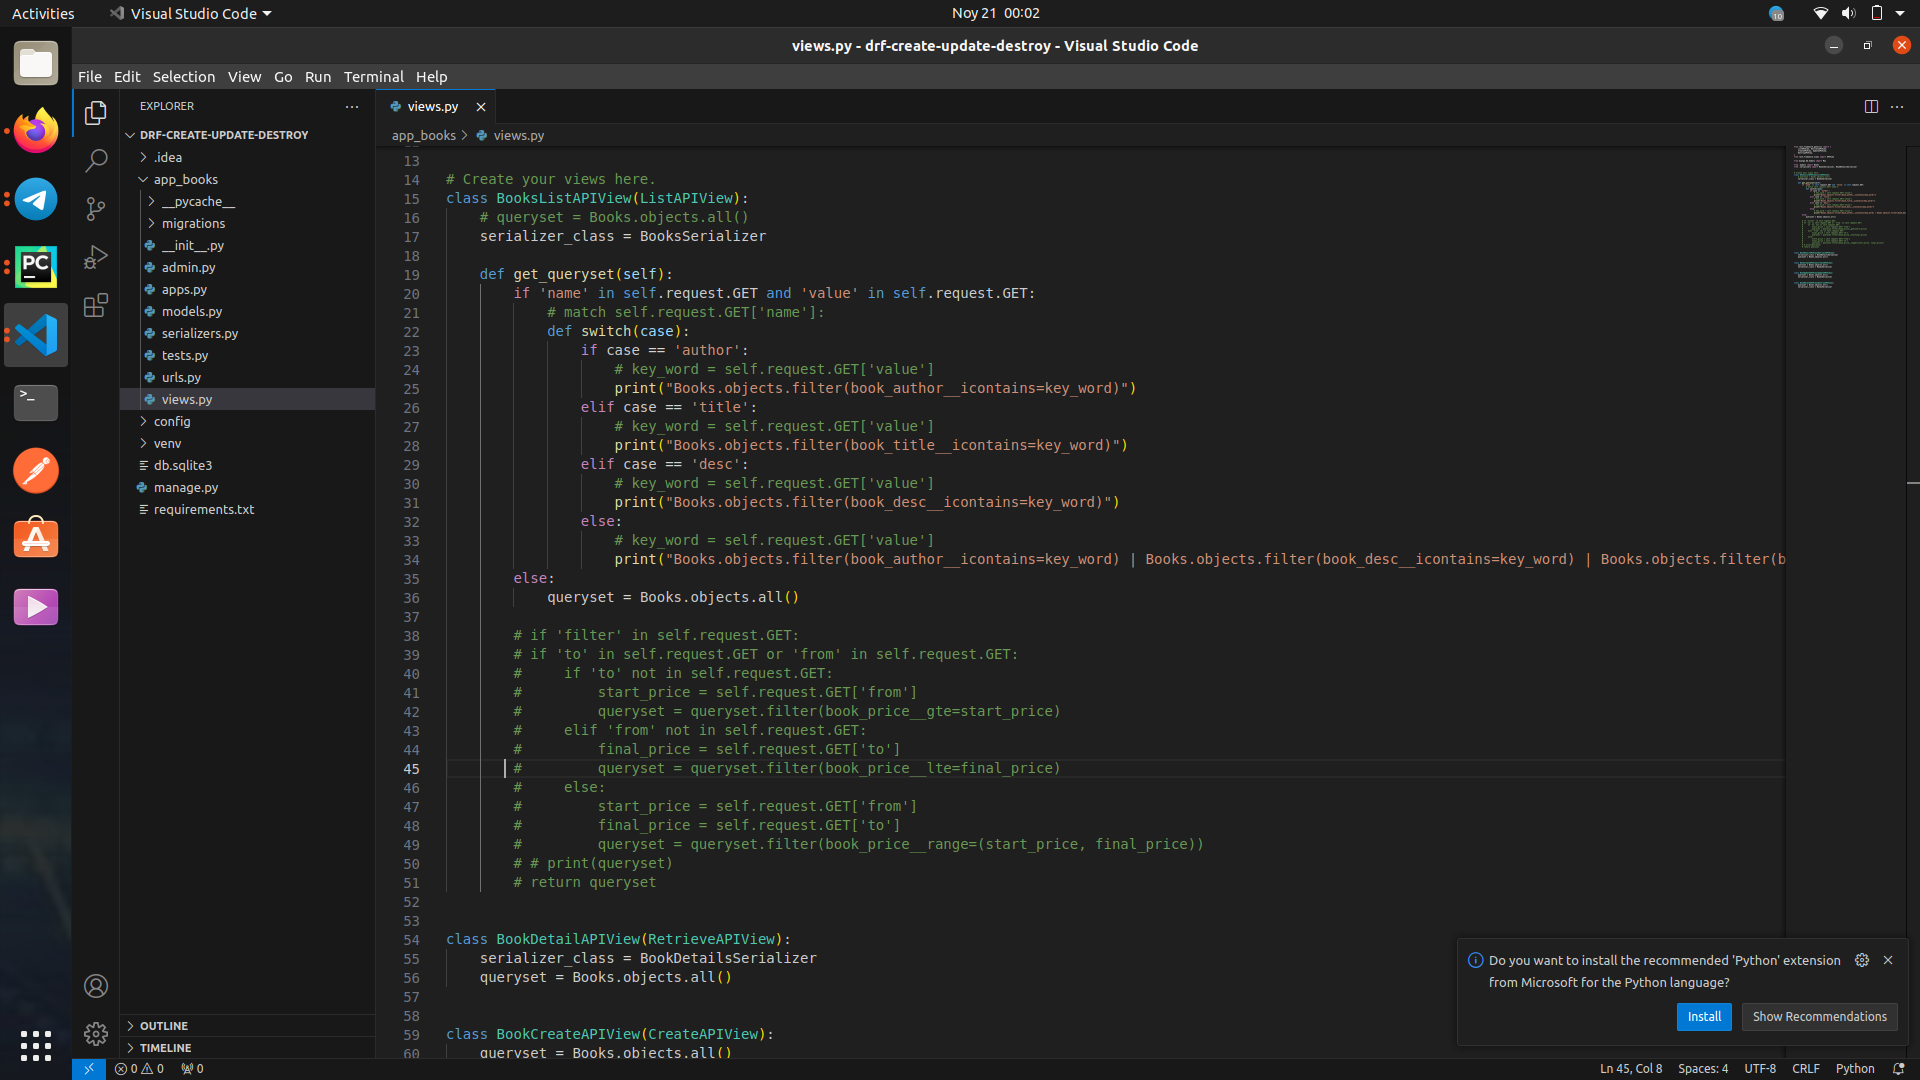 Activities
Visual Studio Code
Noy 21 00:02
10
views.py - drf-create-update-destroy - Visual Studio Code
File Edit Selection View Go Run Terminal Help
EXPLORER
DRF-CREATE-UPDATE-DESTROY
.idea
app_books
__pycache__
migrations
__init__.py
admin.py
apps.py
models.py
serializers.py
tests.py
urls.py
views.py
config
venv
db.sqlite3
manage.py
requirements.txt
OUTLINE
TIMELINE
PC
>_
views.py
app_books > views.py
13
14 # Create your views here.
15 class BooksListAPIView(ListAPIView):
16     # queryset = Books.objects.all()
17     serializer_class = BooksSerializer
18
19     def get_queryset(self):
20         if 'name' in self.request.GET and 'value' in self.request.GET:
21             # match self.request.GET['name']:
22             def switch(case):
23                 if case == 'author':
24                     # key_word = self.request.GET['value']
25                     print("Books.objects.filter(book_author__icontains=key_word)")
26                 elif case == 'title':
27                     # key_word = self.request.GET['value']
28                     print("Books.objects.filter(book_title__icontains=key_word)")
29                 elif case == 'desc':
30                     # key_word = self.request.GET['value']
31                     print("Books.objects.filter(book_desc__icontains=key_word)")
32                 else:
33                     # key_word = self.request.GET['value']
34                     print("Books.objects.filter(book_author__icontains=key_word) | Books.objects.filter(book_desc__icontains=key_word) | Books.objects.filter(b
35         else:
36             queryset = Books.objects.all()
37
38         # if 'filter' in self.request.GET:
39         # if 'to' in self.request.GET or 'from' in self.request.GET:
40         #     if 'to' not in self.request.GET:
41         #         start_price = self.request.GET['from']
42         #         queryset = queryset.filter(book_price__gte=start_price)
43         #     elif 'from' not in self.request.GET:
44         #         final_price = self.request.GET['to']
45         #         queryset = queryset.filter(book_price__lte=final_price)
46         #     else:
47         #         start_price = self.request.GET['from']
48         #         final_price = self.request.GET['to']
49         #         queryset = queryset.filter(book_price__range=(start_price, final_price))
50         # # print(queryset)
51         # return queryset
52
53
54 class BookDetailAPIView(RetrieveAPIView):
55     serializer_class = BookDetailsSerializer
56     queryset = Books.objects.all()
57
58
59 class BookCreateAPIView(CreateAPIView):
60     queryset = Books.objects.all()
Do you want to install the recommended 'Python' extension
from Microsoft for the Python language?
Install
Show Recommendations
0 0 0
Ln 45, Col 8 Spaces: 4 UTF-8 CRLF Python